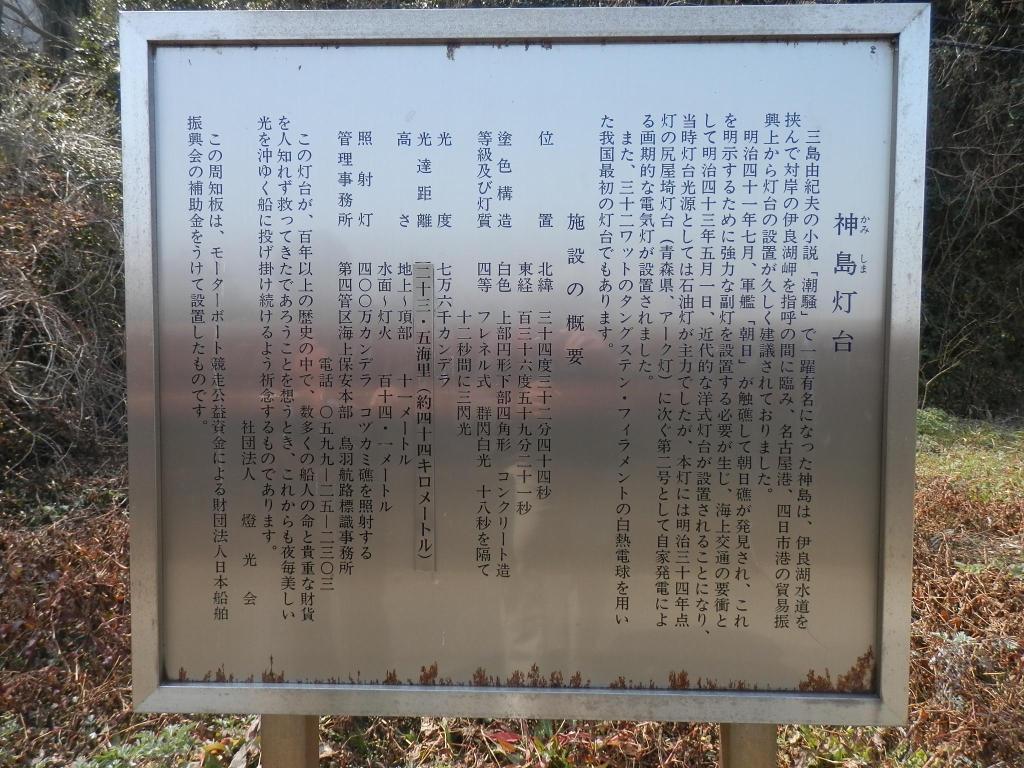 神島灯台
かみしま
三島由紀夫の小説「潮騒」で一躍有名になった神島は、伊良湖水道を
挟んで対岸の伊良湖岬を指呼の間に臨み、名古屋港、四日市港の貿易振
興上から灯台の設置が久しく建議されておりました。
明治四十一年七月、軍艦「朝日」が触礁して朝日礁が発見され、これ
を明示するために強力な副灯を設置する必要が生じ、海上交通の要衝と
して明治四十三年五月一日、近代的な洋式灯台が設置されることになり、
当時灯台光源としては石油灯が主力でしたが、本灯には明治三十四年点
灯の尻屋埼灯台（青森県、アーク灯）に次ぐ第二号として自家発電によ
る画期的な電気灯が設置されました。
また、三十二ワットのタングステン・フィラメントの白熱電球を用い
た我国最初の灯台でもあります。
施設の概要
位置 北緯 三十四度三十二分四十四秒
東経 百三十六度五十九分二十一秒
塗色構造 白色 上部円形下部四角形 コンクリート造
等級及び灯質 四等 フレネル式 群閃白光 十八秒を隔て
十二秒間に三閃光
光度 七万六千カンデラ
光達距離 二十三・五海里（約四十四キロメートル）
高さ 地上〜頂部 十一メートル
水面〜灯火 百十四・一メートル
照射灯 四〇〇万カンデラ コヅカミ礁を照射する
管理事務所 第四管区海上保安本部 鳥羽航路標識事務所
電話 〇五九九―二五―二三〇三
この灯台が、百年以上の歴史の中で、数多くの船人の命と貴重な財貨
を人知れず救ってきたであろうことを想うとき、これからも夜毎美しい
光を沖ゆく船に投げ掛け続けるよう祈念するものであります。
社団法人 燈光会
この周知板は、モーターボート競走公益資金による財団法人日本船舶
振興会の補助金をうけて設置したものです。